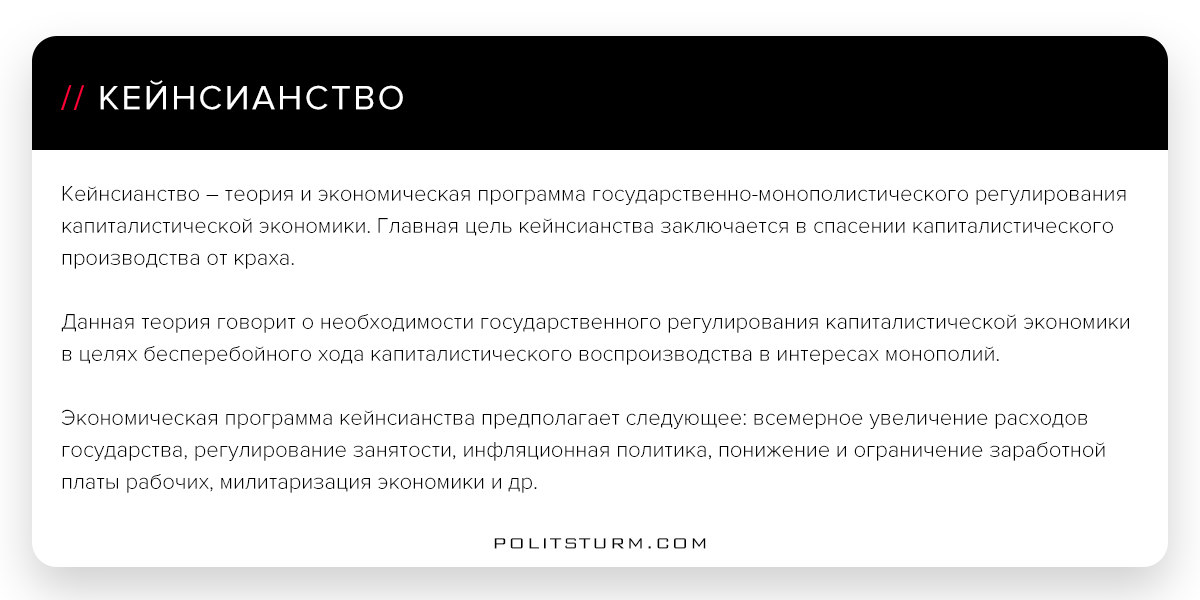 // КЕЙНСИАНСТВО
Кейнсианство – теория и экономическая программа государственно-монополистического регулирования
капиталистической экономики. Главная цель кейнсианства заключается в спасении капиталистического
производства от краха.
Данная теория говорит о необходимости государственного регулирования капиталистической экономики
в целях бесперебойного хода капиталистического воспроизводства в интересах монополий.
Экономическая программа кейнсианства предполагает следующее: всемерное увеличение расходов
государства, регулирование занятости, инфляционная политика, понижение и ограничение заработной
платы рабочих, милитаризация экономики и др.
POLITSTURM.COM